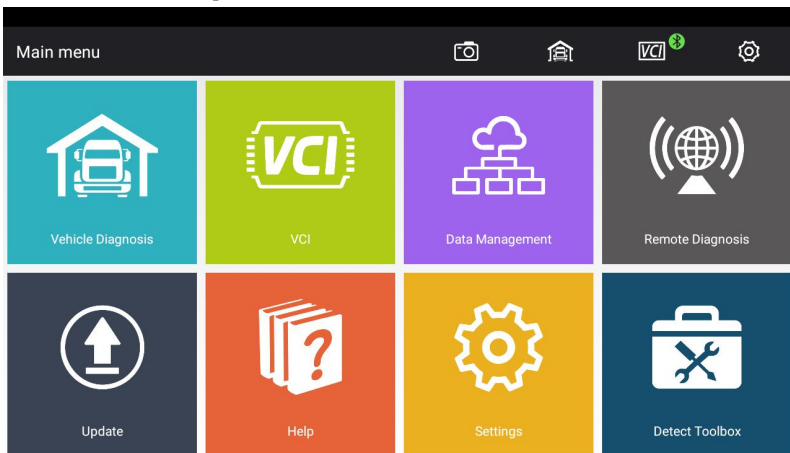 Main menu
VCI
VCI
Vehicle Diagnosis
VCI
Data Management
Remote Diagnosis
?
Update
Help
Settings
Detect Toolbox